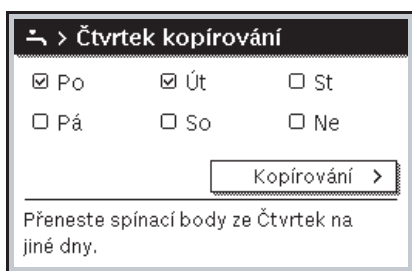 > Čtvrtek kopírování
☑ Po ☑ Út ☐ St
☐ Pá ☐ So ☐ Ne
Kopírování >
Přeneste spínací body ze Čtvrtek na
jiné dny.